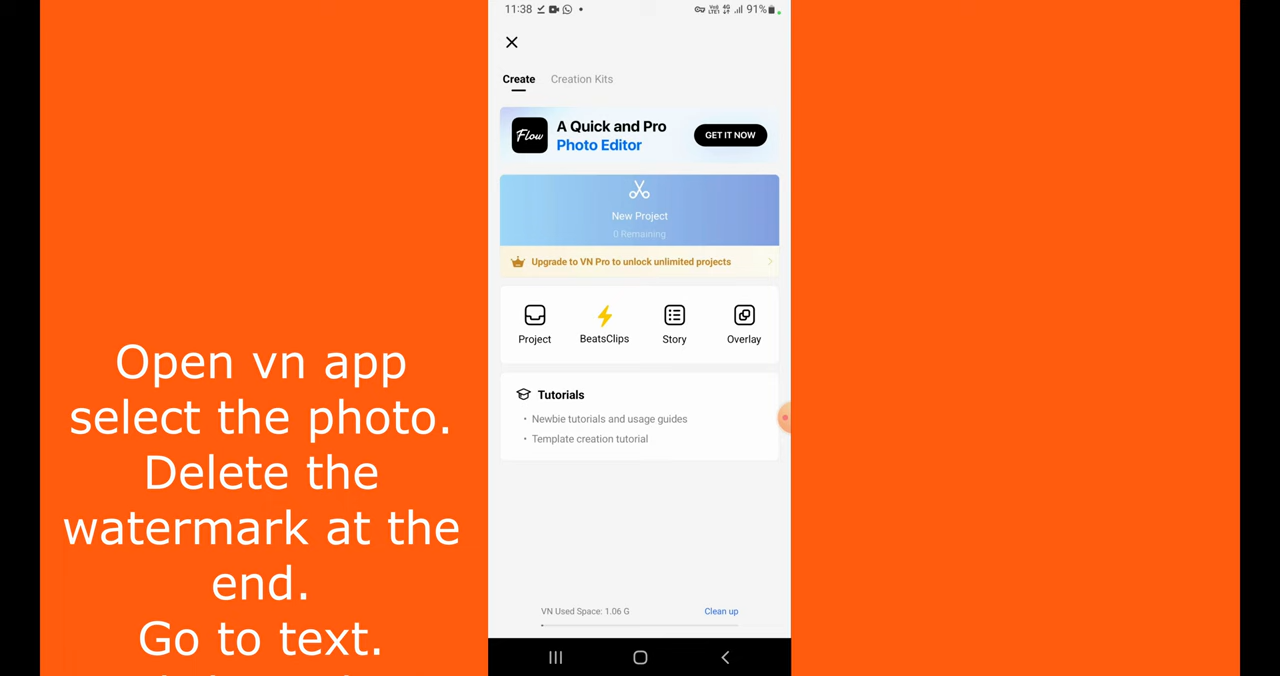 11:38
91%
Create Creation Kits
Flow
A Quick and Pro
Photo Editor
GET IT NOW
New Project
0 Remaining
Upgrade to VN Pro to unlock unlimited projects
Project BeatsClips Story Overlay
Tutorials
• Newbie tutorials and usage guides
• Template creation tutorial
VN Used Space: 1.06 G Clean up
Open vn app
select the photo.
Delete the
watermark at the
end.
Go to text.